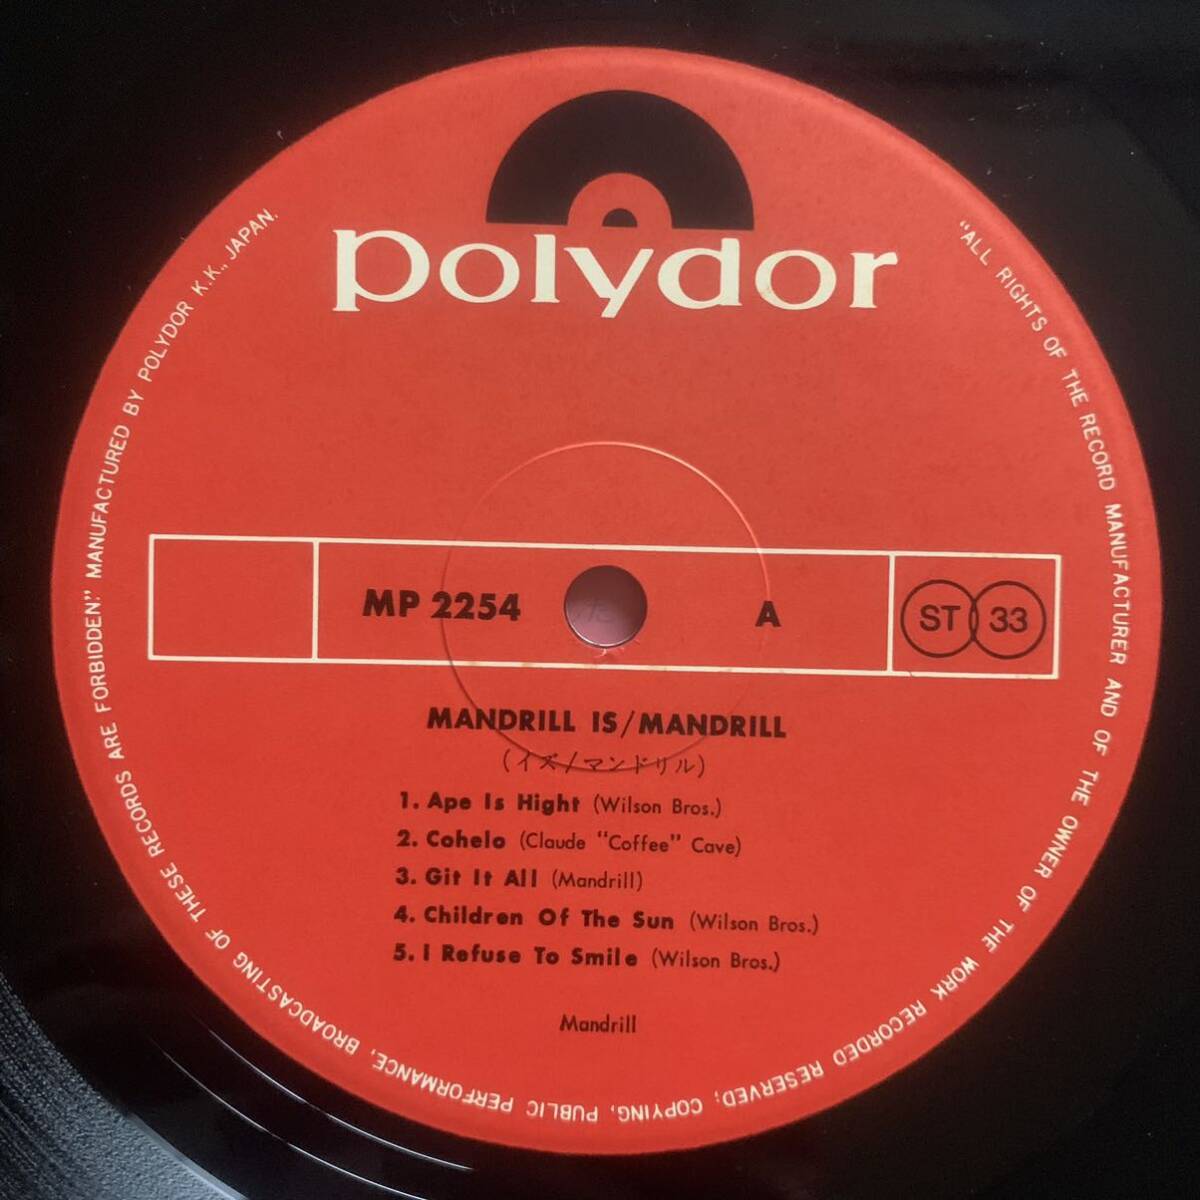 polydor
MP 2254
A
ST 33
MANDRILL IS/MANDRILL
(イズ/マンドリル)
1. Ape Is Hight (Wilson Bros.)
2. Cohelo (Claude "Coffee" Cave)
3. Git It All (Mandrill)
4. Children Of The Sun (Wilson Bros.)
5. I Refuse To Smile (Wilson Bros.)
Mandrill
"ALL RIGHTS OF THE RECORD MANUFACTURER AND OF THE OWNER OF THE WORK RECORDED RESERVED; COPYING, PUBLIC PERFORMANCE, BROADCASTING OF THESE RECORDS ARE FORBIDDEN." MANUFACTURED BY POLYDOR K.K., JAPAN.